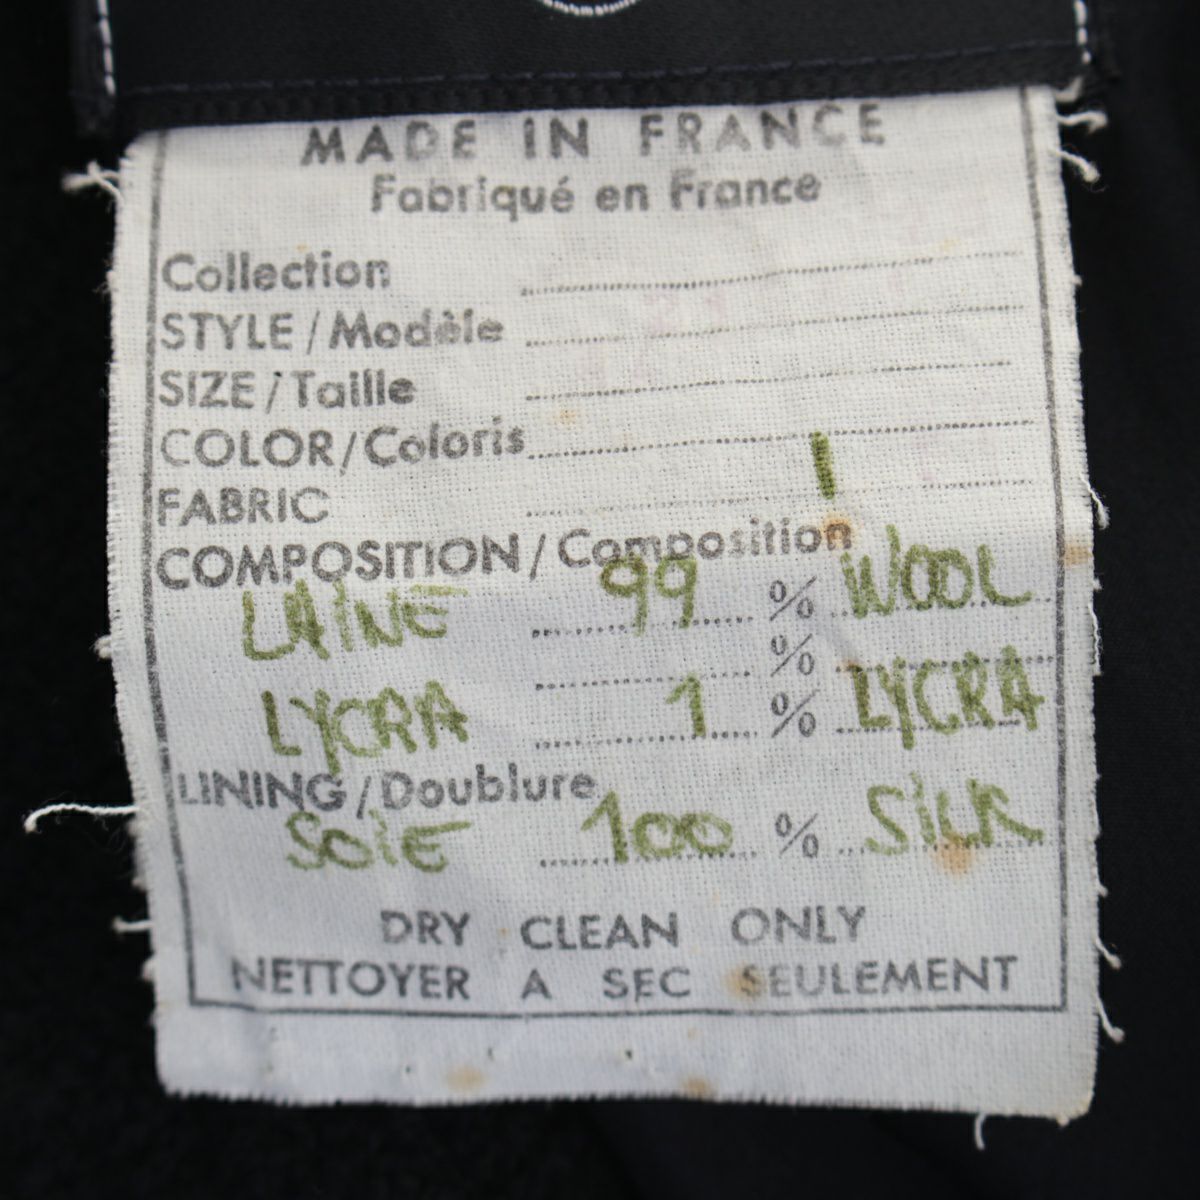 MADE IN FRANCE
Fabriqué en France
Collection
STYLE / Modèle
SIZE / Taille
COLOR / Coloris
FABRIC
COMPOSITION / Composition
LAINE 99 % WOOL
%
LYCRA 1 % LYCRA
LINING / Doublure
SOIE 100 % SILK
DRY CLEAN ONLY
NETTOYER A SEC SEULEMENT